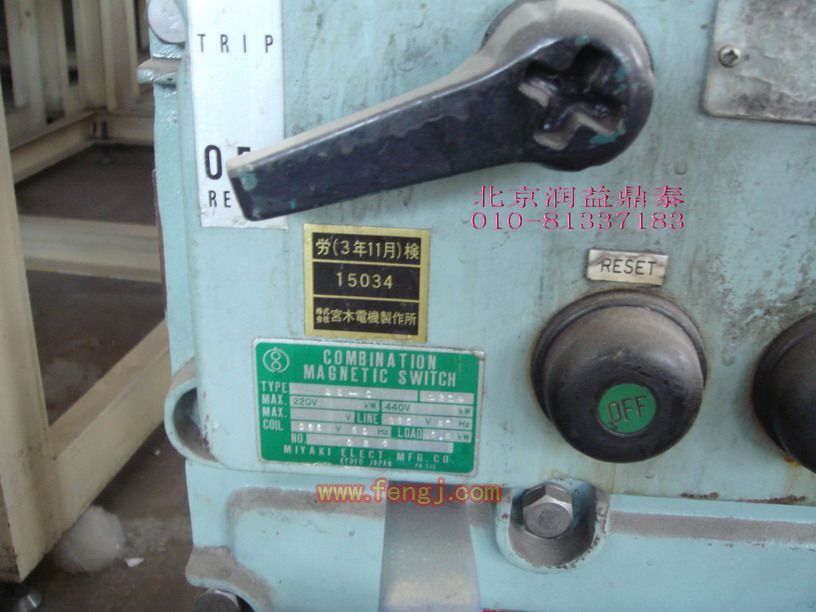 TRIP
北京润益鼎泰
010-81337183
労(3年11月)検
15034
株式会社 宮木電機製作所
RESET
OFF
COMBINATION
MAGNETIC SWITCH
TYPE
MAX. 220V kW 440V kW
MAX. V LINE V Hz
COIL V Hz LOAD kW
NO
MIYAKI ELECT. MFG. CO.
KYOTO JAPAN
www.fengj.com